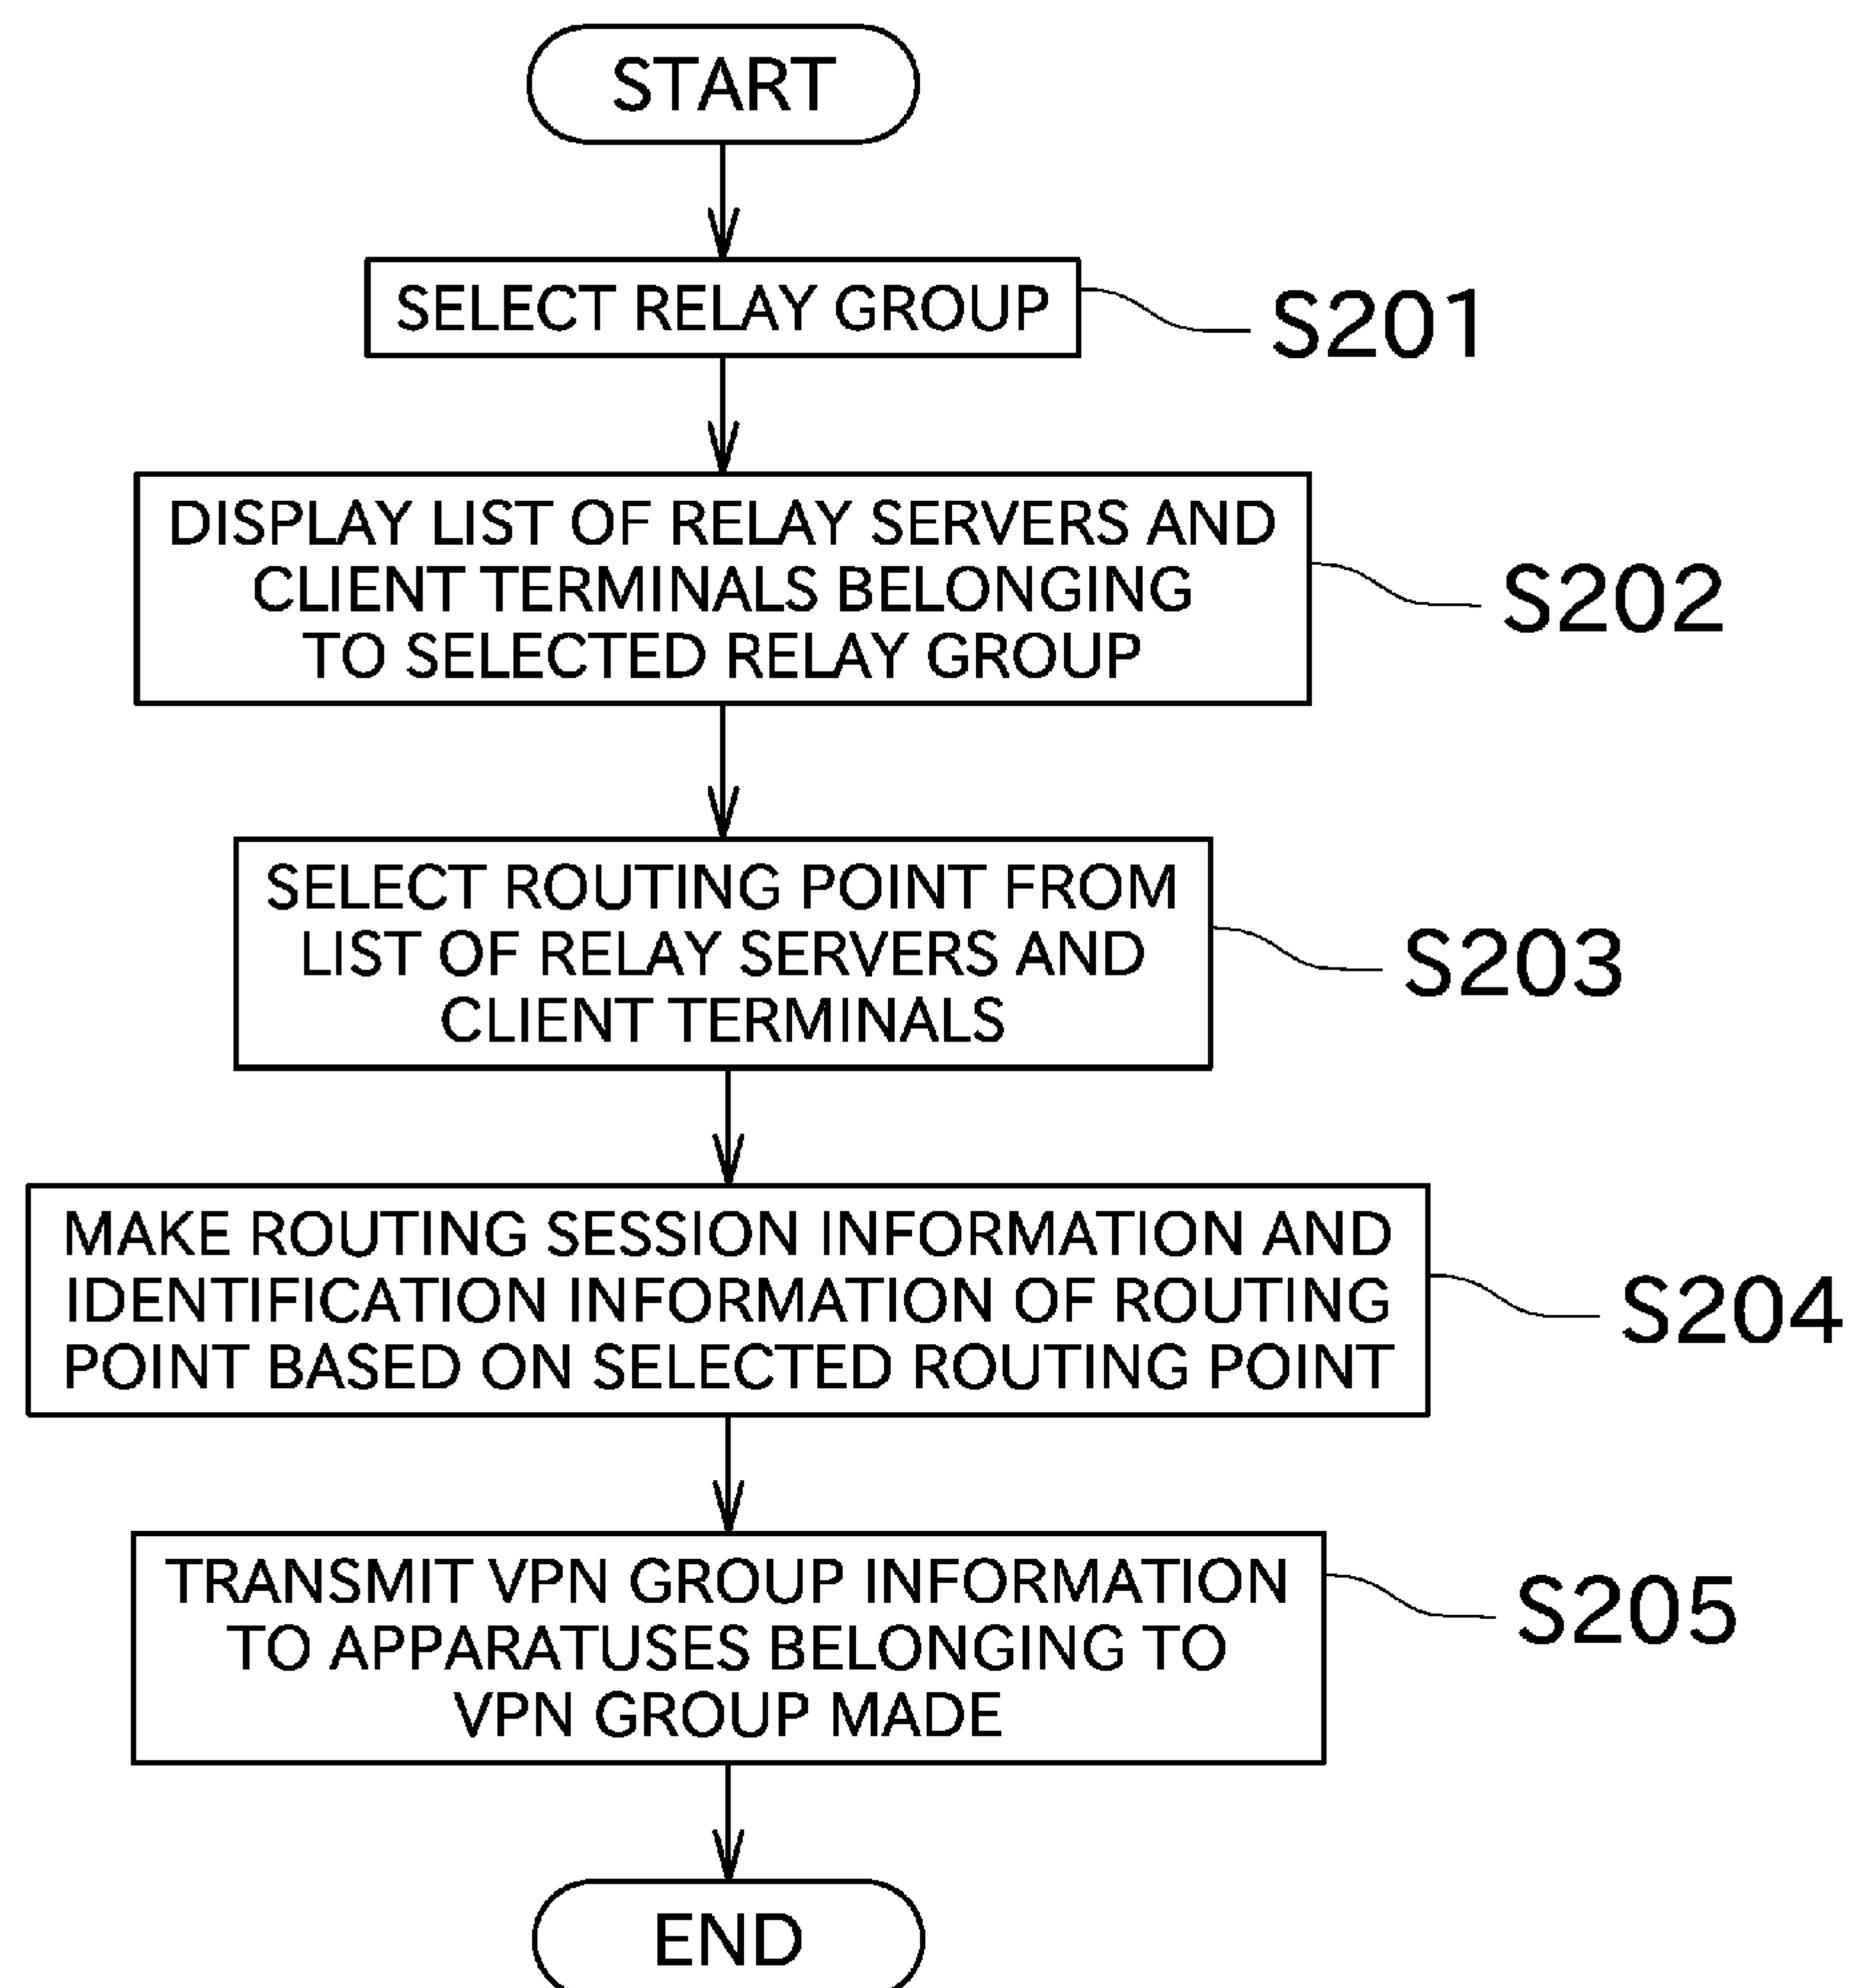 START
SELECT RELAY GROUP
S201
DISPLAY LIST OF RELAY SERVERS AND
CLIENT TERMINALS BELONGING
TO SELECTED RELAY GROUP
S202
SELECT ROUTING POINT FROM
LIST OF RELAY SERVERS AND
CLIENT TERMINALS
S203
MAKE ROUTING SESSION INFORMATION AND
IDENTIFICATION INFORMATION OF ROUTING
POINT BASED ON SELECTED ROUTING POINT
S204
TRANSMIT VPN GROUP INFORMATION
TO APPARATUSES BELONGING TO
VPN GROUP MADE
S205
END